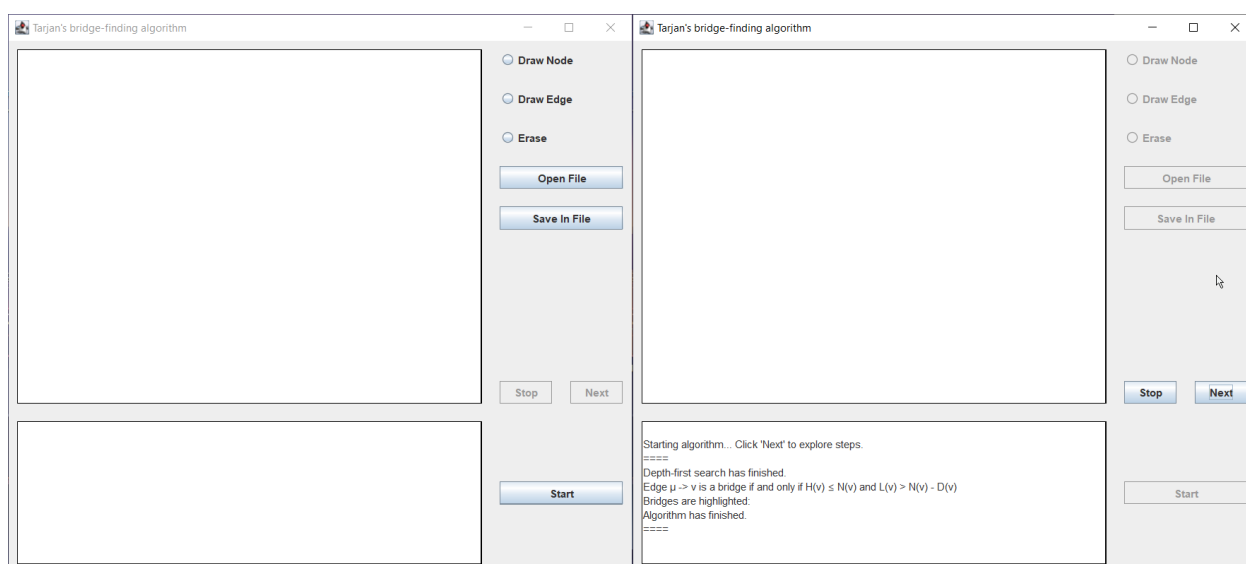 Tarjan's bridge-finding algorithm
Draw Node
Draw Edge
Erase
Open File
Save In File
Stop
Next
Start
Tarjan's bridge-finding algorithm
Draw Node
Draw Edge
Erase
Open File
Save In File
Stop
Next
Starting algorithm... Click 'Next' to explore steps.
====
Depth-first search has finished.
Edge μ -> v is a bridge if and only if H(v) ≤ N(v) and L(v) > N(v) - D(v)
Bridges are highlighted:
Algorithm has finished.
====
Start